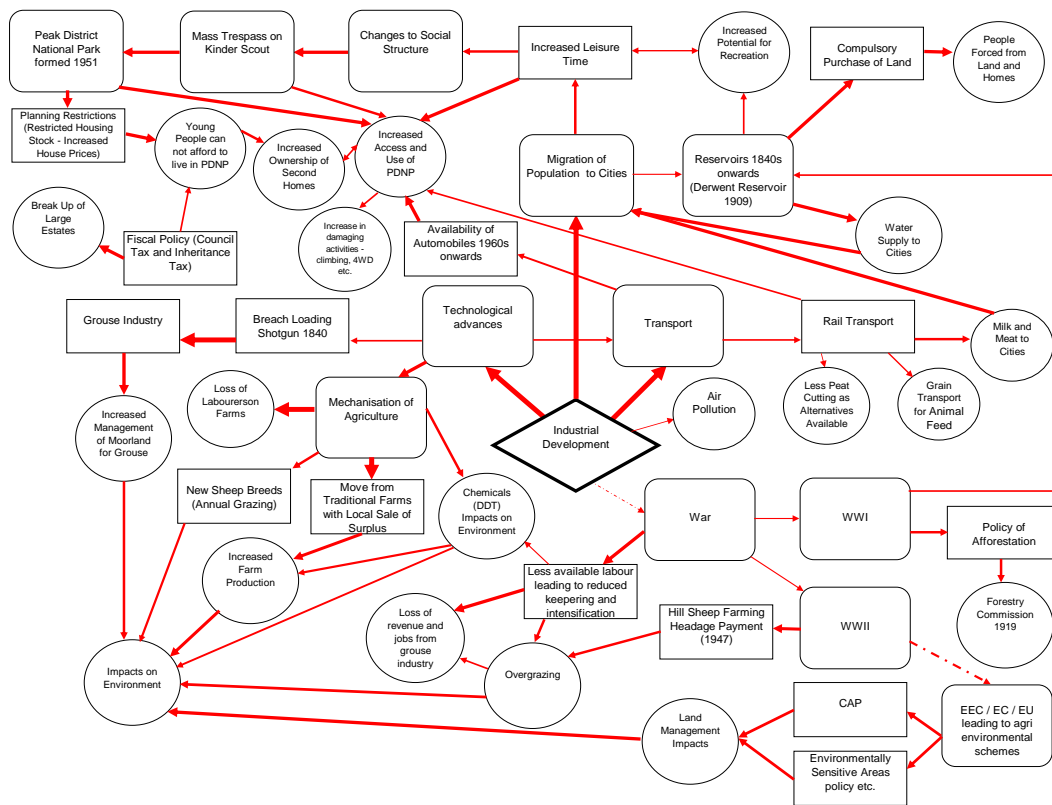 Peak District
National Park
formed 1951
Mass Trespass on
Kinder Scout
Changes to Social
Structure
Increased Leisure
Time
Increased
Potential for
Recreation
Compulsory
Purchase of Land
People
Forced from
Land and
Homes
Planning Restrictions
(Restricted Housing
Stock - Increased
House Prices)
Young
People can
not afford to
live in PDNP
Increased
Ownership of
Second
Homes
Increased
Access and
Use of
PDNP
Migration of
Population to Cities
Reservoirs 1840s
onwards
(Derwent Reservoir
1909)
Break Up of
Large
Estates
Fiscal Policy (Council
Tax and Inheritance
Tax)
Increase in
damaging
activities -
climbing, 4WD
etc.
Availability of
Automobiles 1960s
onwards
Water
Supply to
Cities
Grouse Industry
Breach Loading
Shotgun 1840
Technological
advances
Transport
Rail Transport
Milk and
Meat to
Cities
Loss of
Labourerson
Farms
Mechanisation of
Agriculture
Industrial
Development
Air
Pollution
Less Peat
Cutting as
Alternatives
Available
Grain
Transport
for Animal
Feed
Increased
Management
of Moorland
for Grouse
New Sheep Breeds
(Annual Grazing)
Move from
Traditional Farms
with Local Sale of
Surplus
Chemicals
(DDT)
Impacts on
Environment
War
WWI
Policy of
Afforestation
Increased
Farm
Production
Less available labour
leading to reduced
keepering and
intensification
Loss of
revenue and
jobs from
grouse
industry
Hill Sheep Farming
Headage Payment
(1947)
WWII
Forestry
Commission
1919
Impacts on
Environment
Overgrazing
Land
Management
Impacts
CAP
Environmentally
Sensitive Areas
policy etc.
EEC / EC / EU
leading to agri
environmental
schemes